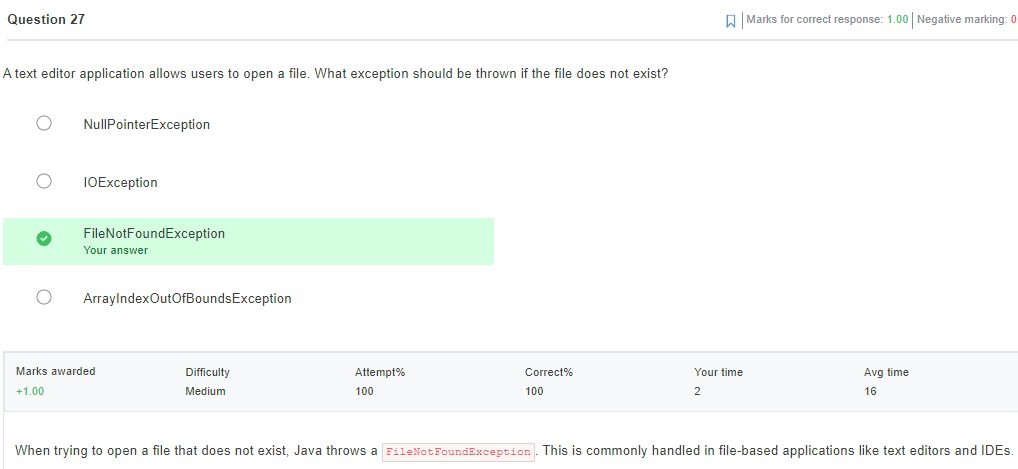 Question 27
Marks for correct response: 1.00 Negative marking: 0
A text editor application allows users to open a file. What exception should be thrown if the file does not exist?
NullPointerException
IOException
FileNotFoundException
Your answer
ArrayIndexOutOfBoundsException
Marks awarded Difficulty Attempt% Correct% Your time Avg time
+1.00 Medium 100 100 2 16
When trying to open a file that does not exist, Java throws a FileNotFoundException. This is commonly handled in file-based applications like text editors and IDEs.